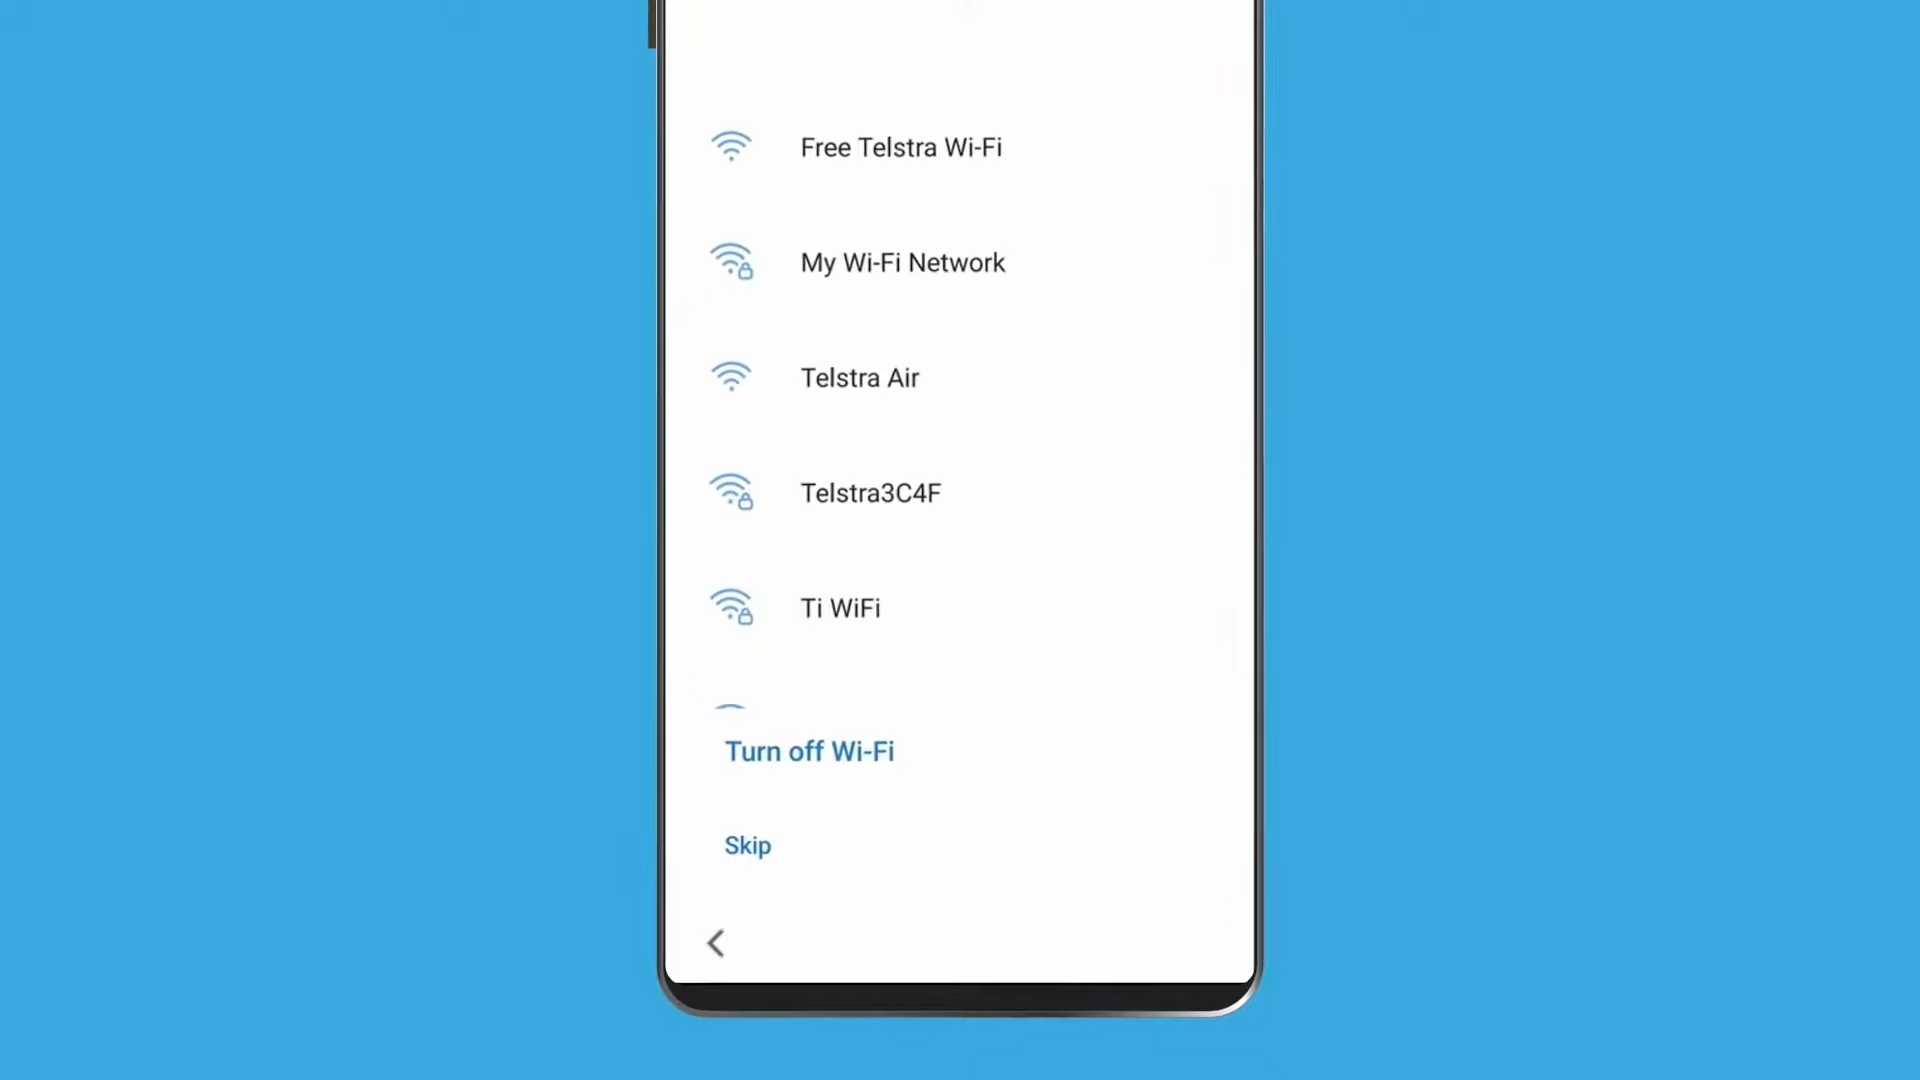 Free Telstra Wi-Fi
My Wi-Fi Network
Telstra Air
Telstra3C4F
Ti WiFi
Turn off Wi-Fi
Skip